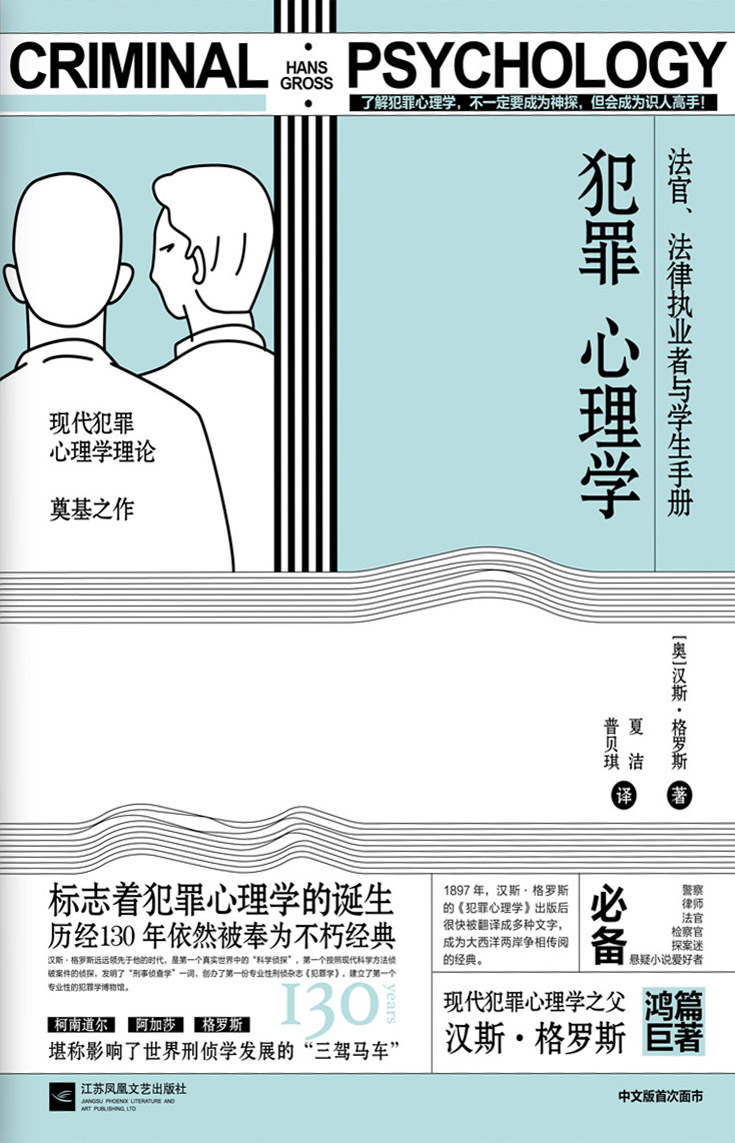 CRIMINAL PSYCHOLOGY
HANS
GROSS
了解犯罪心理学，不一定要成为神探，但会成为识人高手！
法官、法律执业者与学生手册
犯罪 心理学
现代犯罪
心理学理论
奠基之作
[奥]汉斯·格罗斯 著
夏洁
普贝琪
译
标志着犯罪心理学的诞生
历经130 年依然被奉为不朽经典
汉斯·格罗斯远远领先于他的时代，是第一个真实世界中的“科学侦探”，第一个按照现代科学方法侦
破案件的侦探，发明了“刑事侦查学”一词，创办了第一份专业性刑侦杂志《犯罪学》，建立了第一个
专业性的犯罪学博物馆。
130 years
柯南道尔 阿加莎 格罗斯
堪称影响了世界刑侦学发展的“三驾马车”
1897 年，汉斯·格罗斯
的《犯罪心理学》出版后
很快被翻译成多种文字，
成为大西洋两岸争相传阅
的经典。
必备
警察
律师
法官
检察官
探案迷
悬疑小说爱好者
现代犯罪心理学之父
汉斯·格罗斯
鸿篇
巨著
江苏凤凰文艺出版社
JIANGSU PHOENIX LITERATURE AND
ART PUBLISHING, LTD
中文版首次面市